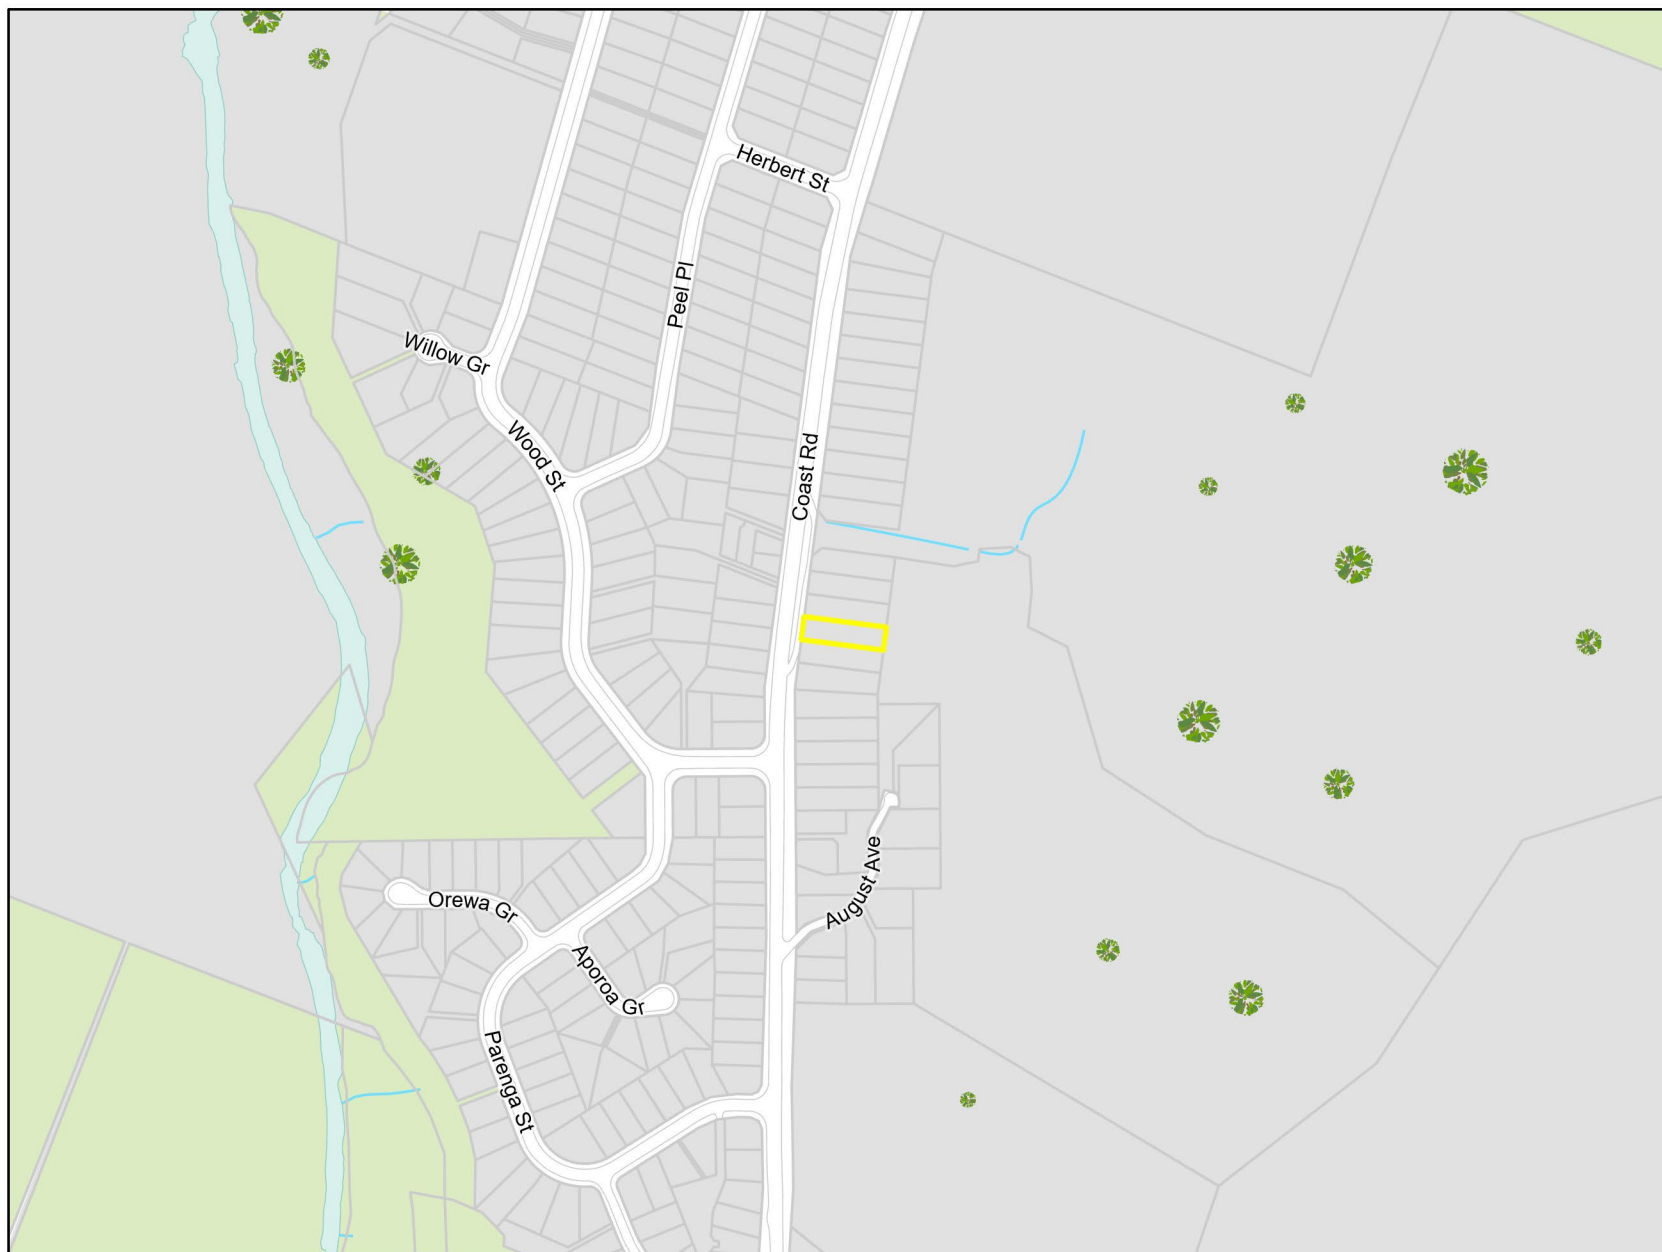 Herbert St
Peel Pl
Willow Gr
Wood St
Coast Rd
August Ave
Orewa Gr
Aporoa Gr
Parenga St